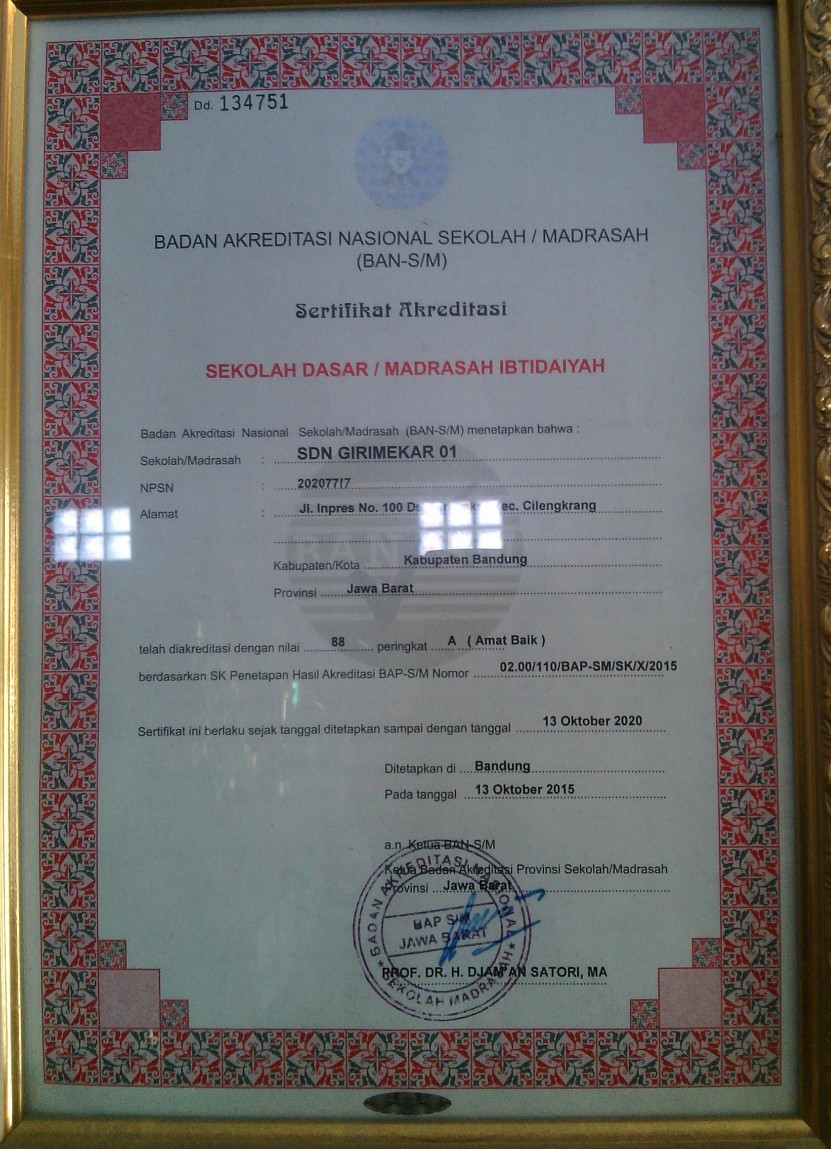 Dd. 134751
BADAN AKREDITASI NASIONAL SEKOLAH / MADRASAH
(BAN-S/M)
Sertifikat Akreditasi
SEKOLAH DASAR / MADRASAH IBTIDAIYAH
Badan Akreditasi Nasional Sekolah/Madrasah (BAN-S/M) menetapkan bahwa :
Sekolah/Madrasah : SDN GIRIMEKAR 01
NPSN :
Alamat : Jl. Inpres No. 100 Kec. Cilengkrang
Kabupaten/Kota Kabupaten Bandung
Provinsi Jawa Barat
telah diakreditasi dengan nilai 88 peringkat A ( Amat Baik )
berdasarkan SK Penetapan Hasil Akreditasi BAP-S/M Nomor 02.00/110/BAP-SM/SK/X/2015
Sertifikat ini berlaku sejak tanggal ditetapkan sampai dengan tanggal 13 Oktober 2020
Ditetapkan di Bandung
Pada tanggal 13 Oktober 2015
a.n. Ketua BAN-S/M
Ketua Badan Akreditasi Provinsi Sekolah/Madrasah
Provinsi Jawa Barat
BADAN AKREDITASI NASIONAL
BAP S/M
JAWA BARAT
SEKOLAH MADRASAH
PROF. DR. H. DJAM'AN SATORI, MA